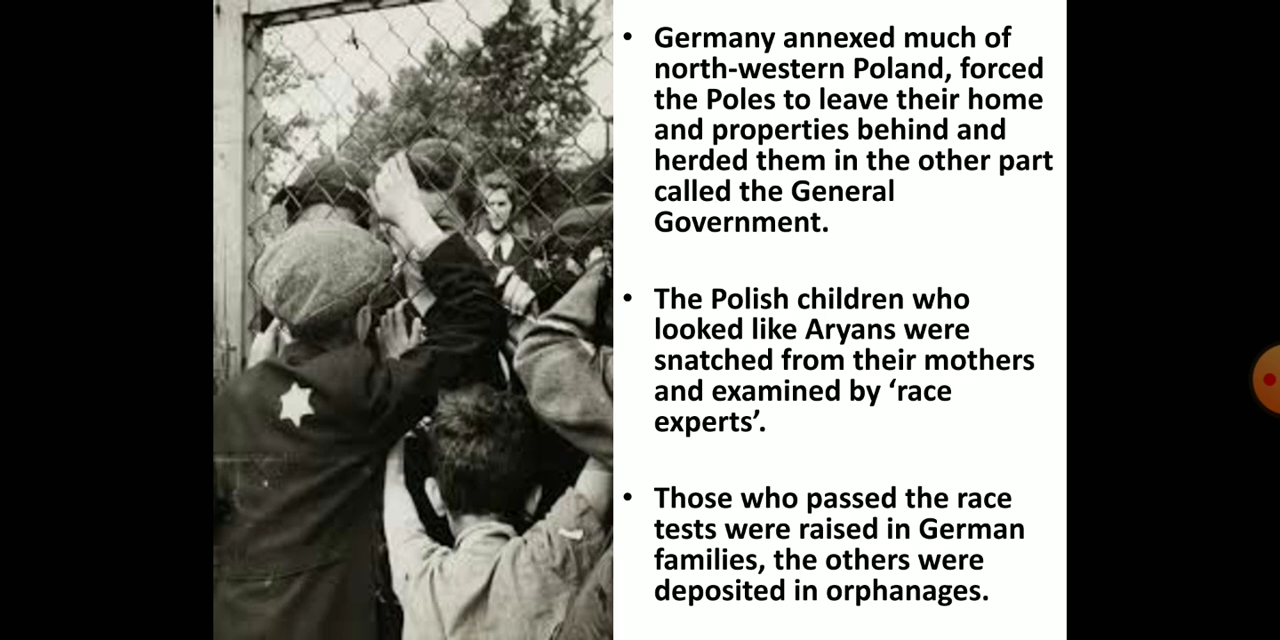 • Germany annexed much of
north-western Poland, forced
the Poles to leave their home
and properties behind and
herded them in the other part
called the General
Government.
• The Polish children who
looked like Aryans were
snatched from their mothers
and examined by ‘race
experts’.
• Those who passed the race
tests were raised in German
families, the others were
deposited in orphanages.